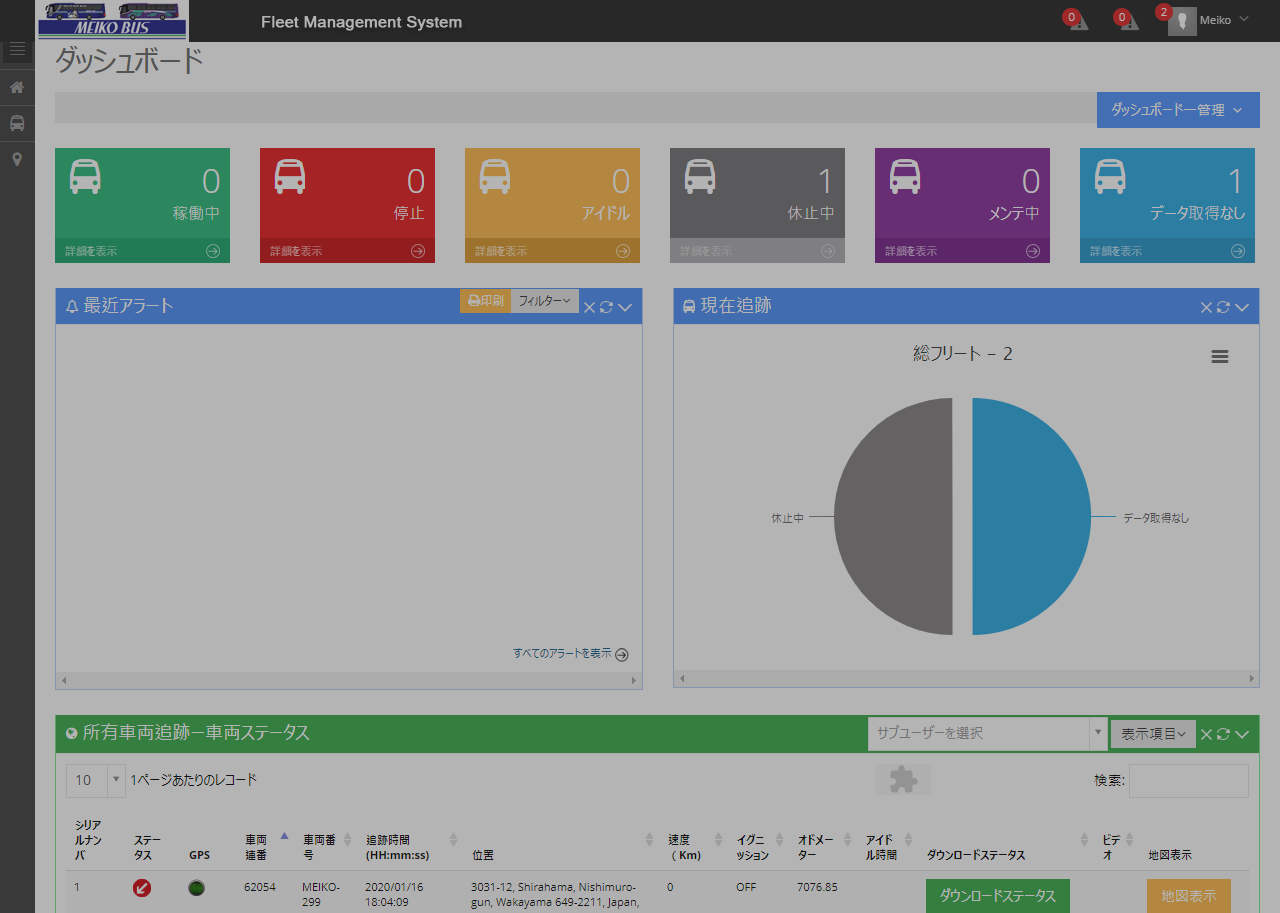 MEIKO BUS
Fleet Management System
0
0
2
Meiko
ダッシュボード
ダッシュボード一管理
0
稼働中
詳細を表示
0
停止
詳細を表示
0
アイドル
詳細を表示
1
休止中
詳細を表示
0
メンテ中
詳細を表示
1
データ取得なし
詳細を表示
最近アラート
印刷
フィルター
すべてのアラートを表示
現在追跡
総フリート – 2
休止中
データ取得なし
所有車両追跡－車両ステータス
サブユーザーを選択
表示項目
10
1ページあたりのレコード
検索:
シリア
ルナン
バ
ステー
タス
GPS
車両
連番
車両番
号
追跡時間
(HH:mm:ss)
位置
速度
（Km)
イグニ
ッション
オドメー
ター
アイド
ル時間
ダウンロードステータス
ビデ
オ
地図表示
1
62054
MEIKO-
299
2020/01/16
18:04:09
3031-12, Shirahama, Nishimuro-
gun, Wakayama 649-2211, Japan,
0
OFF
7076.85
ダウンロードステータス
地図表示